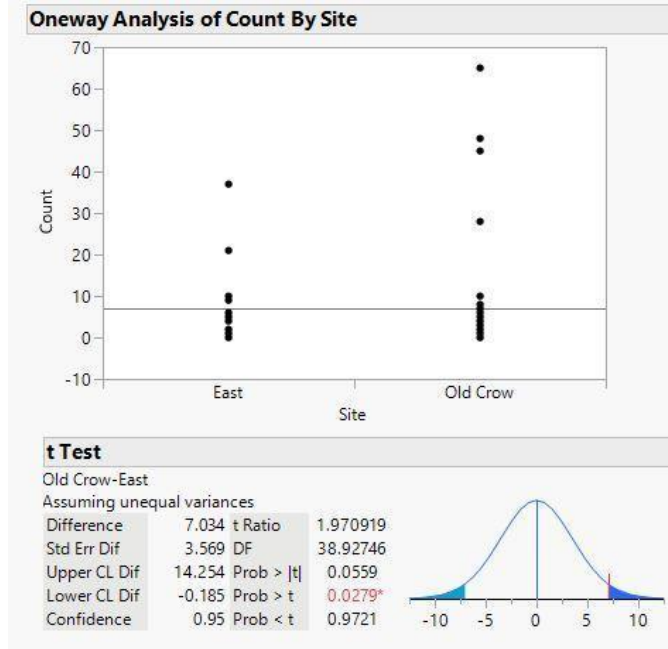 Oneway Analysis of Count By Site
70
60
50
40
30
20
10
0
-10
Count
East Old Crow
Site
t Test
Old Crow-East
Assuming unequal variances
Difference 7.034 t Ratio 1.970919
Std Err Dif 3.569 DF 38.92746
Upper CL Dif 14.254 Prob > |t| 0.0559
Lower CL Dif -0.185 Prob > t 0.0279*
Confidence 0.95 Prob < t 0.9721
-10 -5 0 5 10